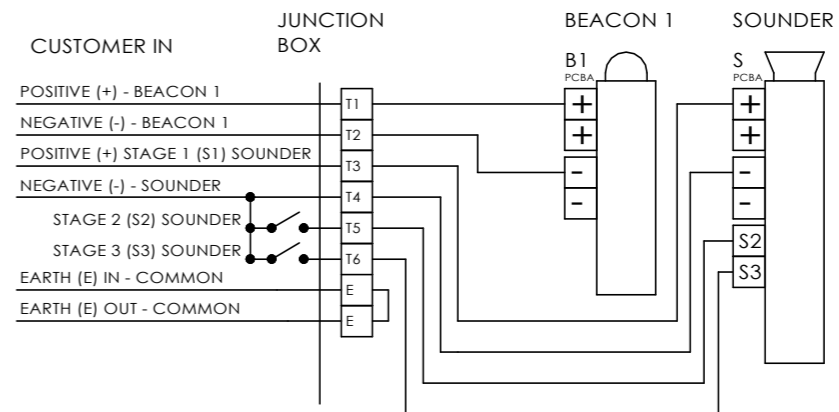 JUNCTION
BOX
BEACON 1
SOUNDER
CUSTOMER IN
B1
PCBA
S
PCBA
POSITIVE (+) - BEACON 1
T1
+
+
NEGATIVE (-) - BEACON 1
T2
+
+
POSITIVE (+) STAGE 1 (S1) SOUNDER
T3
-
-
NEGATIVE (-) - SOUNDER
T4
-
-
STAGE 2 (S2) SOUNDER
T5
S2
STAGE 3 (S3) SOUNDER
T6
S3
EARTH (E) IN - COMMON
E
EARTH (E) OUT - COMMON
E